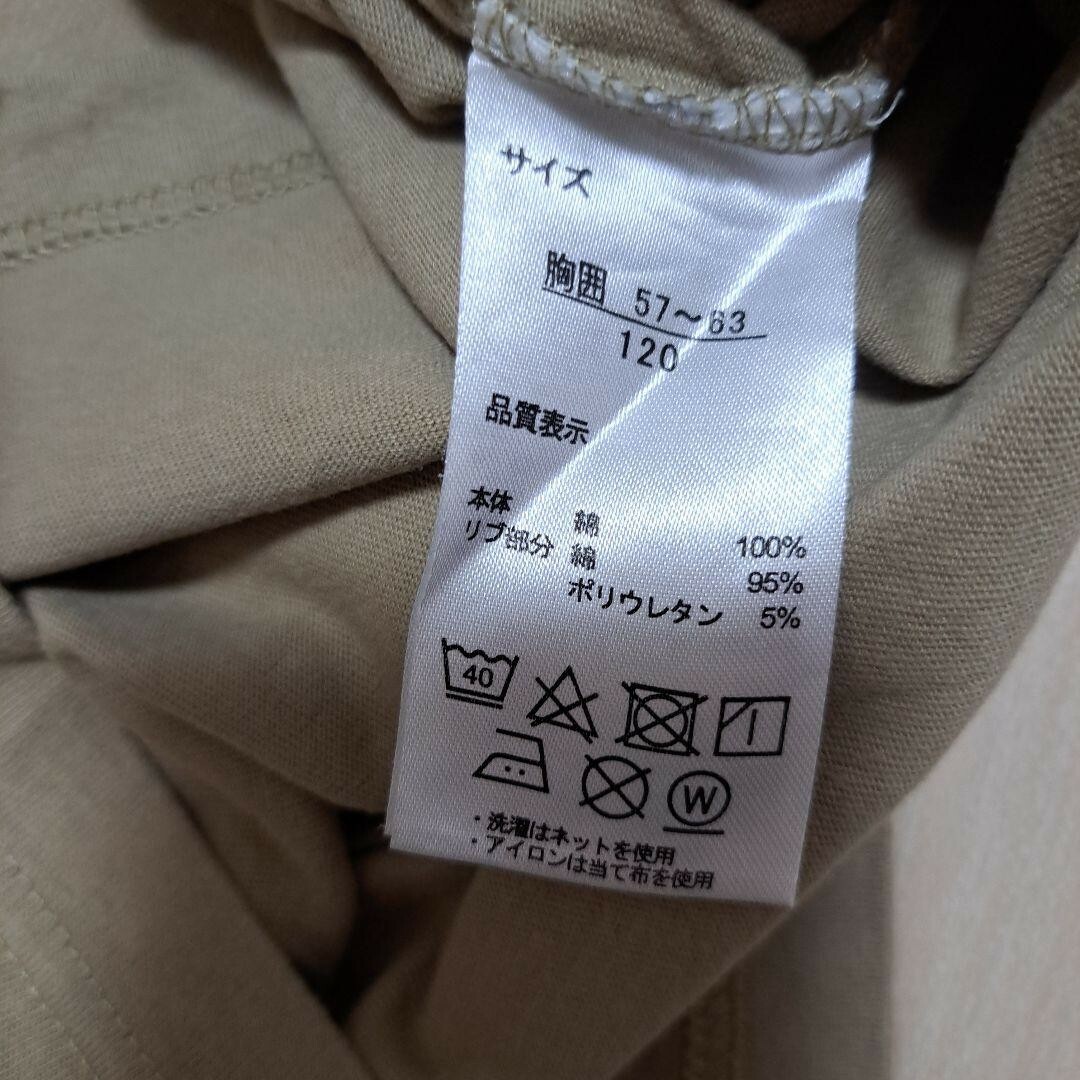 サイズ
胸囲 57～63
120
品質表示
本体 綿 100%
リブ部分 綿 95%
ポリウレタン 5%
40
W
・洗濯はネットを使用
・アイロンは当て布を使用